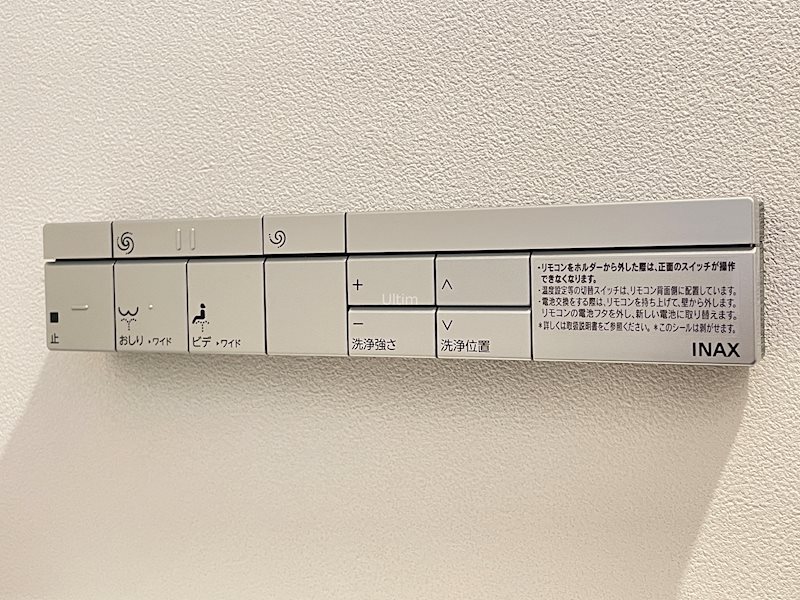 止
おしり ▸ワイド
ビデ ▸ワイド
+
−
洗浄強さ
∧
∨
洗浄位置
Ultim
・リモコンをホルダーから外した際は、正面のスイッチが操作
できなくなります。
・温度設定等の切替スイッチは、リモコン背面側に配置しています。
・電池交換をする際は、リモコンを持ち上げて、壁から外します。
リモコンの電池フタを外し、新しい電池に取り替えます。
＊詳しくは取扱説明書をご参照ください。＊このシールは剥がせます。
INAX